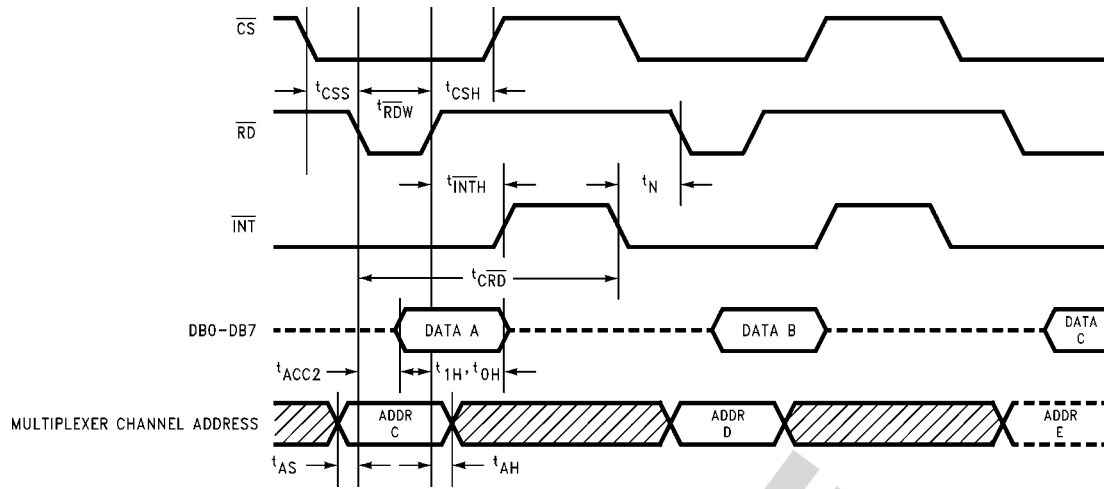 CS
tCSS
tRDW
tCSH
RD
tINTH
tN
INT
tCRD
DB0–DB7
DATA A
DATA B
DATA
C
tACC2
t1H, t0H
MULTIPLEXER CHANNEL ADDRESS
ADDR
C
ADDR
D
ADDR
E
tAS
tAH